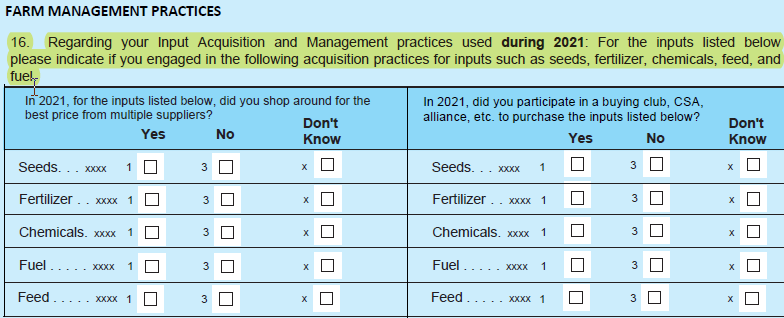 FARM MANAGEMENT PRACTICES
16. Regarding your Input Acquisition and Management practices used during 2021: For the inputs listed below
please indicate if you engaged in the following acquisition practices for inputs such as seeds, fertilizer, chemicals, feed, and
fuel.
In 2021, for the inputs listed below, did you shop around for the
best price from multiple suppliers?
Yes No Don't
Know
In 2021, did you participate in a buying club, CSA,
alliance, etc. to purchase the inputs listed below?
Yes No Don't
Know
Seeds. . . xxxx 1 3 x Seeds. . . xxxx 1 3 x
Fertilizer . . xxxx 1 3 x Fertilizer . . xxxx 1 3 x
Chemicals. xxxx 1 3 x Chemicals. xxxx 1 3 x
Fuel . . . . . xxxx 1 3 x Fuel . . . . . xxxx 1 3 x
Feed . . . . . xxxx 1 3 x Feed . . . . . xxxx 1 3 x